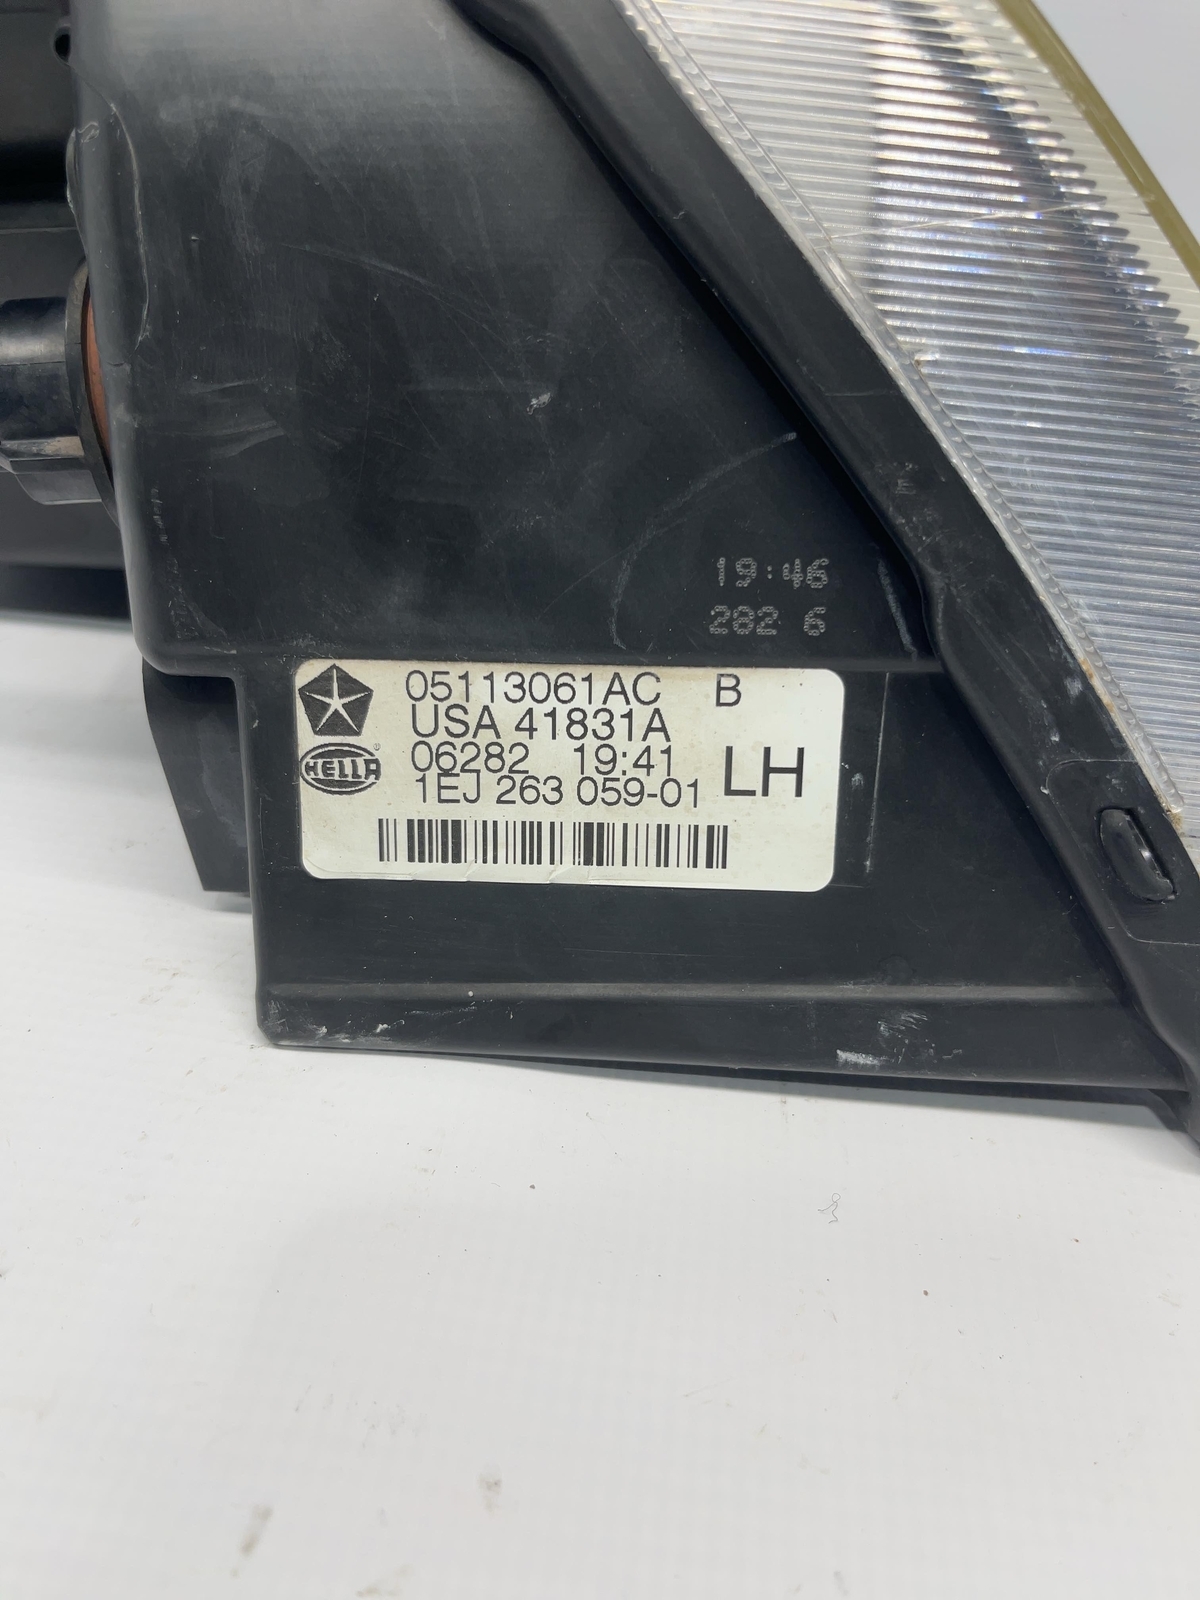 19:46
282 6
05113061AC B
USA 41831A
06282 19:41
HELLA
1EJ 263 059-01
LH